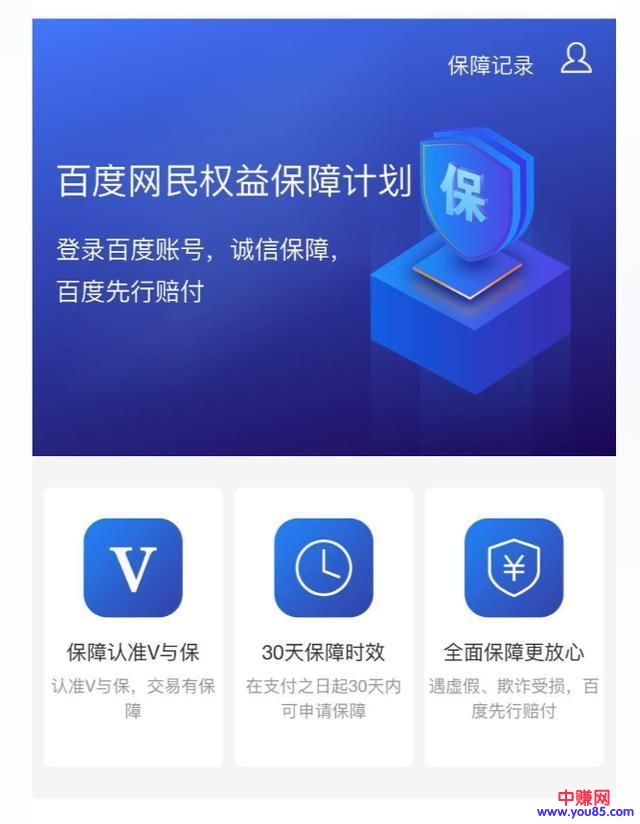 保障记录
百度网民权益保障计划
保
登录百度账号，诚信保障，
百度先行赔付
V
保障认准V与保
认准V与保，交易有保
障
30天保障时效
在支付之日起30天内
可申请保障
¥
全面保障更放心
遇虚假、欺诈受损，百
度先行赔付
中赚网
www.you85.com